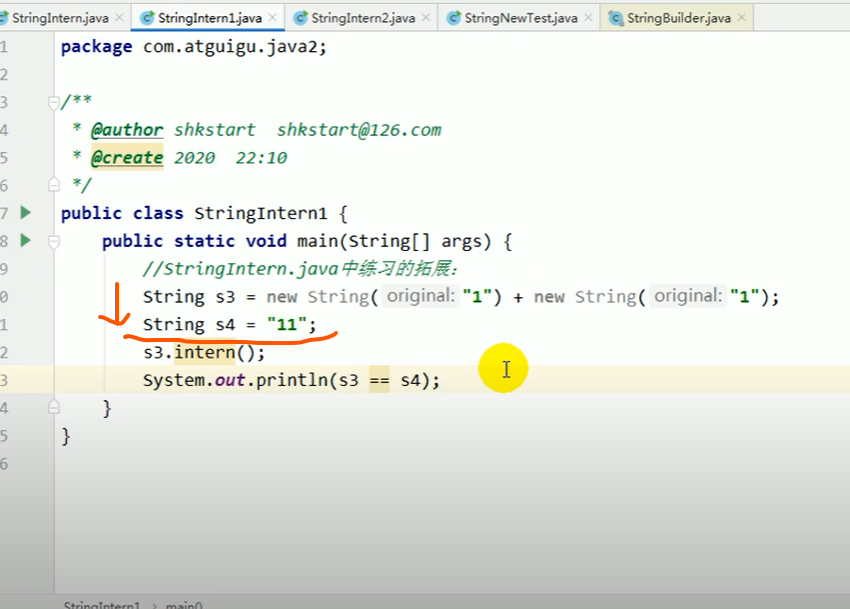 StringIntern.java StringIntern1.java StringIntern2.java StringNewTest.java StringBuilder.java
1 package com.atguigu.java2;
2
3 /**
4 * @author shkstart shkstart@126.com
5 * @create 2020 22:10
6 */
7 public class StringIntern1 {
8 public static void main(String[] args) {
9 //StringIntern.java中练习的拓展：
0 String s3 = new String( original: "1") + new String( original: "1");
1 String s4 = "11";
2 s3.intern();
3 System.out.println(s3 == s4);
4 }
5 }
6
StringIntern1 › main()